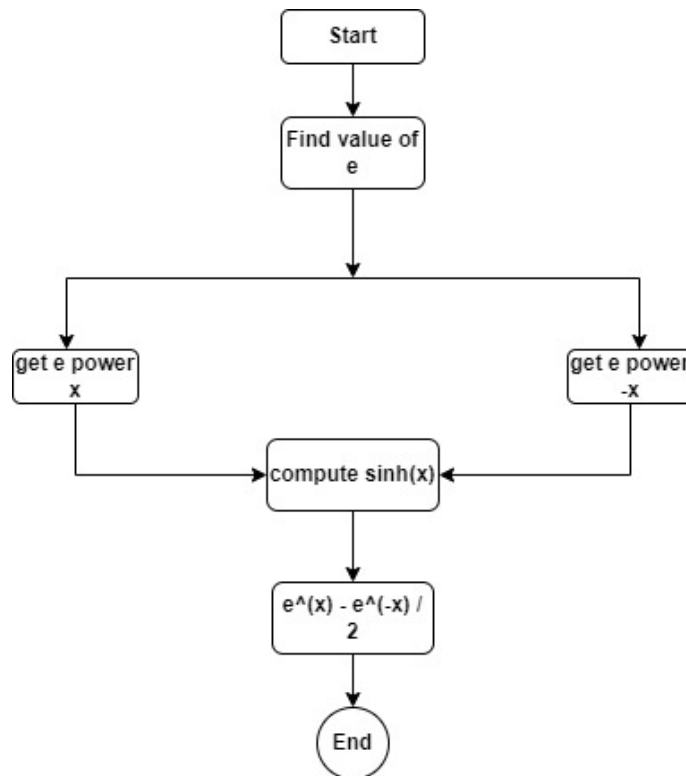 Start
Find value of
e
get e power
x
get e power
-x
compute sinh(x)
e^(x) - e^(-x) /
2
End